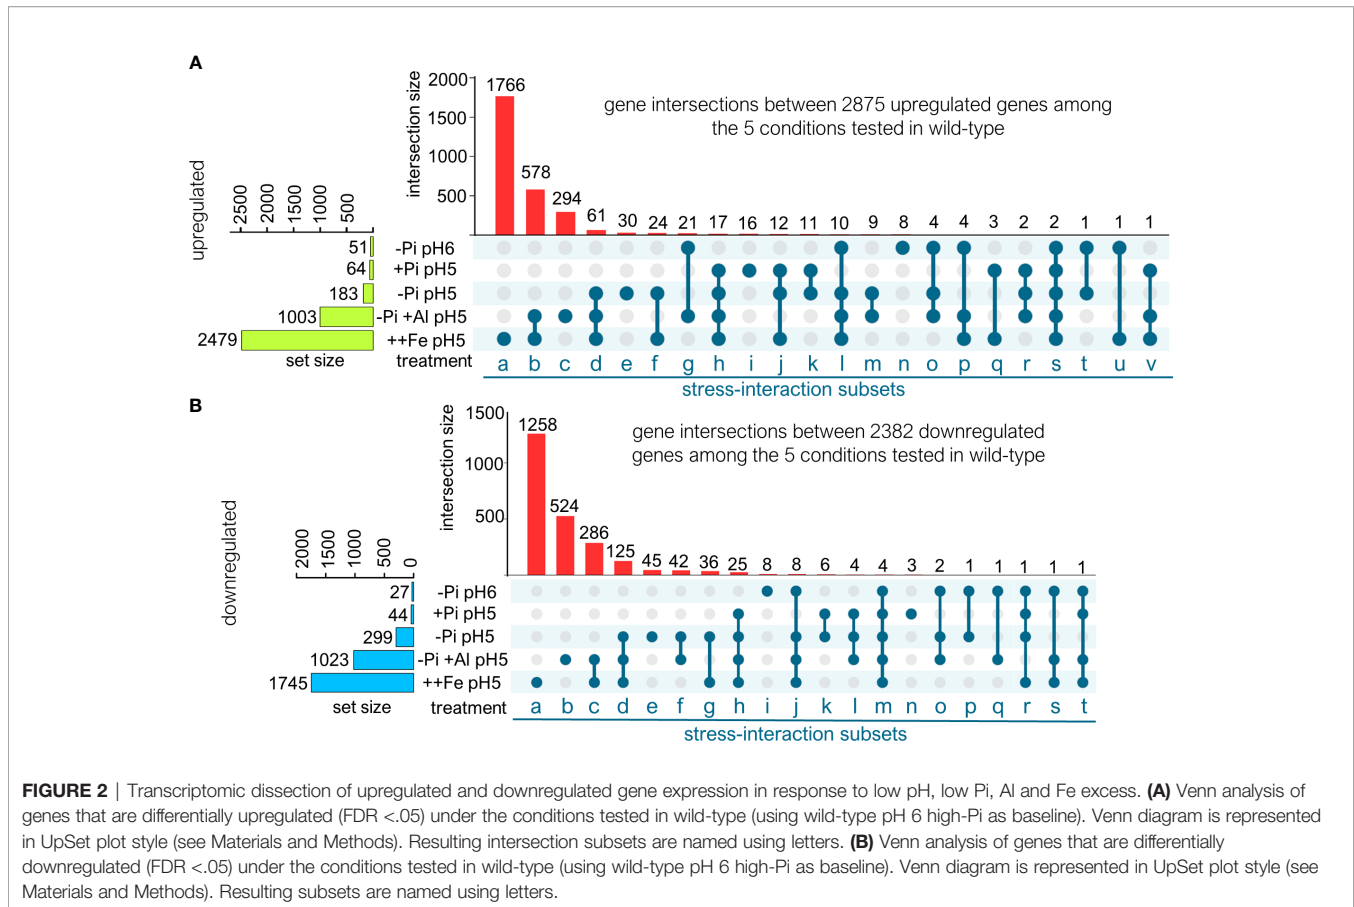 A
gene intersections between 2875 upregulated genes among
the 5 conditions tested in wild-type
intersection size
2000
1500
1000
500
1766 578 294 61 30 24 21 17 16 12 11 10 9 8 4 4 3 2 2 1 1 1
upregulated
2500 2000 1500 1000 500
51 -Pi pH6
64 +Pi pH5
183 -Pi pH5
1003 -Pi +Al pH5
2479 ++Fe pH5
set size treatment a b c d e f g h i j k l m n o p q r s t u v
stress-interaction subsets
B
gene intersections between 2382 downregulated
genes among the 5 conditions tested in wild-type
intersection size
1500
1000
500
1258 524 286 125 45 42 36 25 8 8 6 4 4 3 2 1 1 1 1 1
downregulated
2000 1500 1000 500 0
27 -Pi pH6
44 +Pi pH5
299 -Pi pH5
1023 -Pi +Al pH5
1745 ++Fe pH5
set size treatment a b c d e f g h i j k l m n o p q r s t
stress-interaction subsets
FIGURE 2 | Transcriptomic dissection of upregulated and downregulated gene expression in response to low pH, low Pi, Al and Fe excess. (A) Venn analysis of
genes that are differentially upregulated (FDR <.05) under the conditions tested in wild-type (using wild-type pH 6 high-Pi as baseline). Venn diagram is represented
in UpSet plot style (see Materials and Methods). Resulting intersection subsets are named using letters. (B) Venn analysis of genes that are differentially
downregulated (FDR <.05) under the conditions tested in wild-type (using wild-type pH 6 high-Pi as baseline). Venn diagram is represented in UpSet plot style (see
Materials and Methods). Resulting subsets are named using letters.